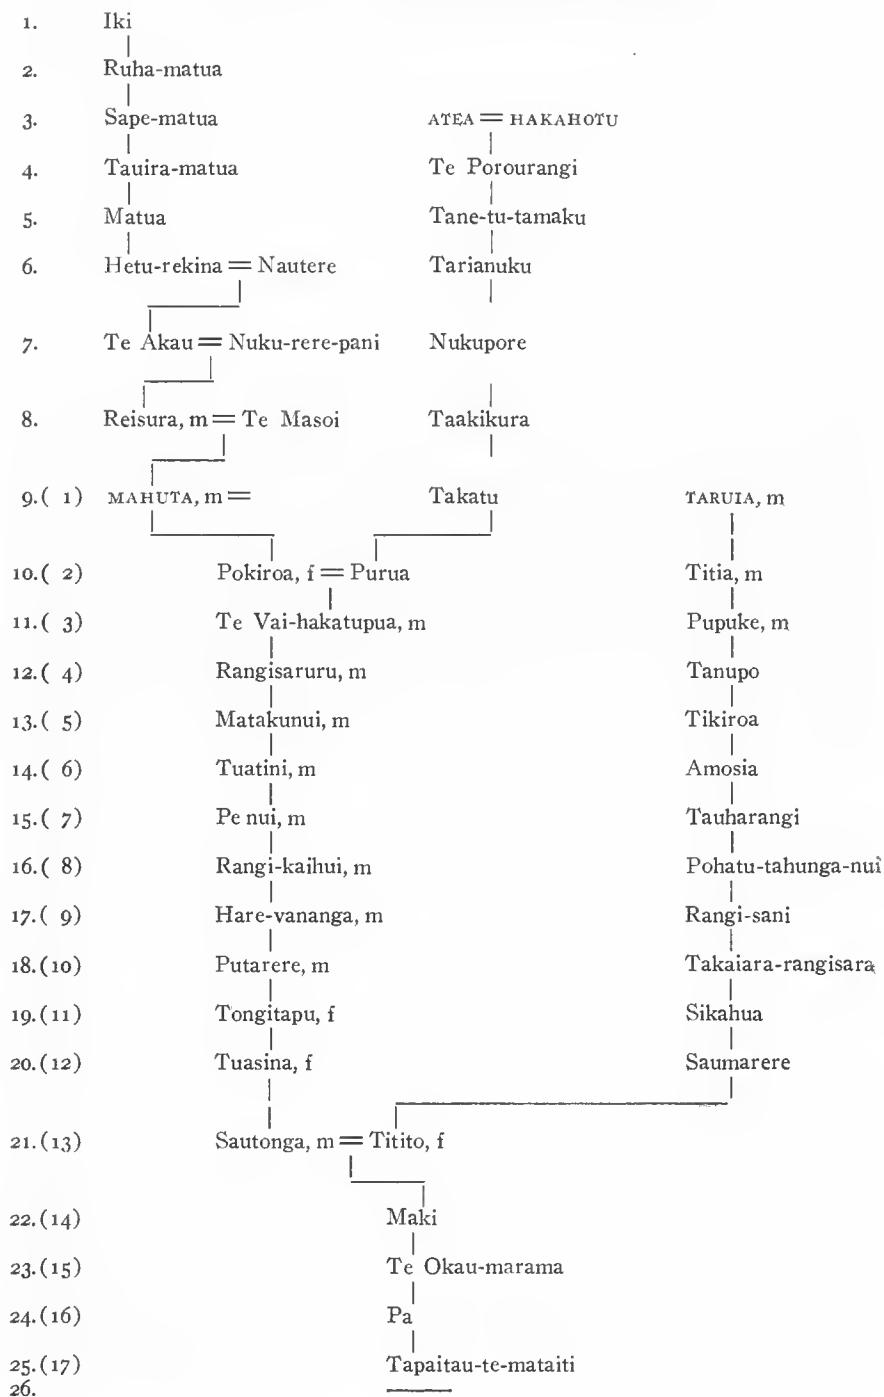 1. Iki
2. Ruha-matua
3. Sape-matua ATEA = HAKAHOTU
4. Tauira-matua Te Porourangi
5. Matua Tane-tu-tamaku
6. Hetu-rekina = Nautere Tarianuku
7. Te Akau = Nuku-rere-pani Nukupore
8. Reisura, m = Te Masoi Taakikura
9.( 1) MAHUTA, m = Takatu TARUIA, m
10.( 2) Pokiroa, f = Purua Titia, m
11.( 3) Te Vai-hakatupua, m Pupuke, m
12.( 4) Rangisaruru, m Tanupo
13.( 5) Matakunui, m Tikiroa
14.( 6) Tuatini, m Amosia
15.( 7) Pe nui, m Tauharangi
16.( 8) Rangi-kaihui, m Pohatu-tahunga-nui
17.( 9) Hare-vananga, m Rangi-sani
18.(10) Putarere, m Takaiara-rangisara
19.(11) Tongitapu, f Sikahua
20.(12) Tuasina, f Saumarere
21.(13) Sautonga, m = Titito, f
22.(14) Maki
23.(15) Te Okau-marama
24.(16) Pa
25.(17) Tapaitau-te-mataiti
26.